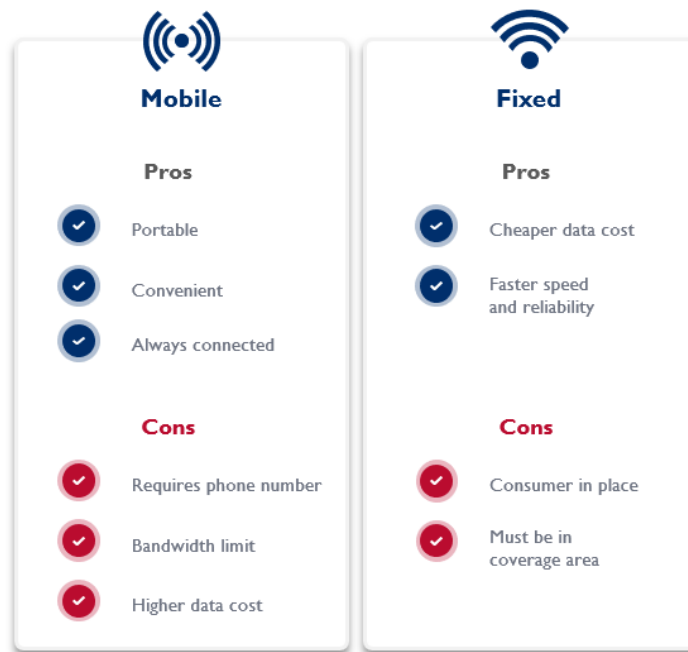 Mobile
Pros
Portable
Convenient
Always connected
Cons
Requires phone number
Bandwidth limit
Higher data cost
Fixed
Pros
Cheaper data cost
Faster speed
and reliability
Cons
Consumer in place
Must be in
coverage area